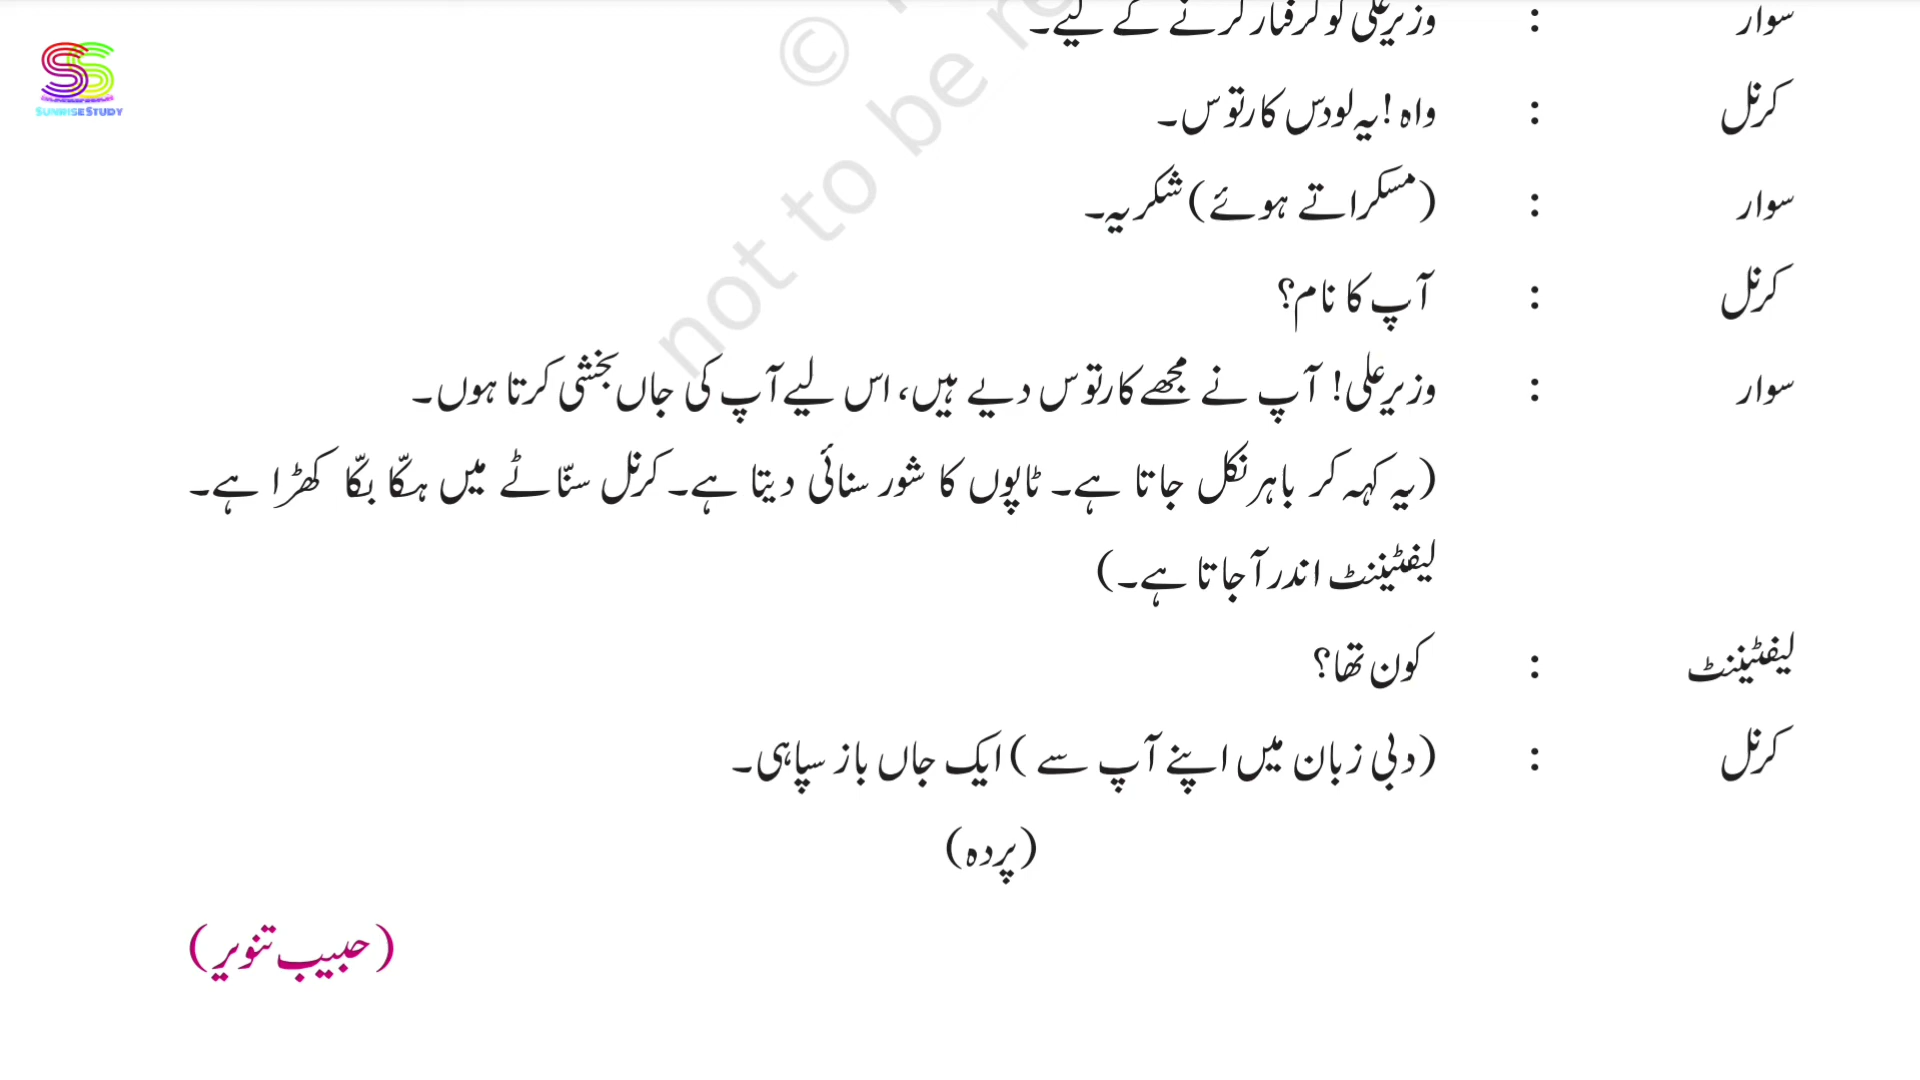 سوار : وزیر علی کو گرفتار کرنے کے لیے۔
SUNRISE STUDY
کرنل : واہ! یہ لو دس کارتوس۔
سوار : (مسکراتے ہوئے) شکریہ۔
کرنل : آپ کا نام؟
سوار : وزیر علی! آپ نے مجھے کارتوس دیے ہیں، اس لیے آپ کی جاں بخشی کرتا ہوں۔
(یہ کہہ کر باہر نکل جاتا ہے۔ ٹاپوں کا شور سنائی دیتا ہے۔ کرنل سنّاٹے میں ہکّا بکّا کھڑا ہے۔
لیفٹیننٹ اندر آجاتا ہے۔)
لیفٹیننٹ : کون تھا؟
کرنل : (دبی زبان میں اپنے آپ سے) ایک جاں باز سپاہی۔
(پردہ)
(حبیب تنویر)
©
not to be